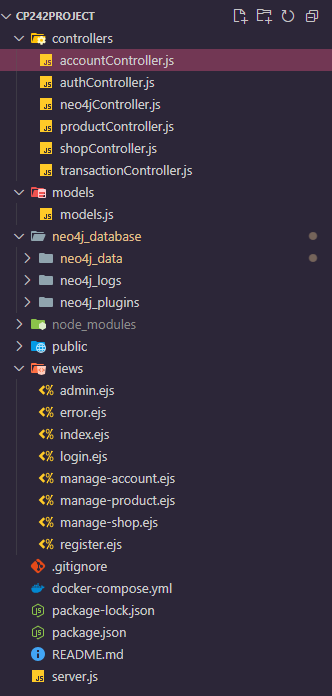 CP242PROJECT
controllers
accountController.js
authController.js
neo4jController.js
productController.js
shopController.js
transactionController.js
models
models.js
neo4j_database
neo4j_data
neo4j_logs
neo4j_plugins
node_modules
public
views
admin.ejs
error.ejs
index.ejs
login.ejs
manage-account.ejs
manage-product.ejs
manage-shop.ejs
register.ejs
.gitignore
docker-compose.yml
package-lock.json
package.json
README.md
server.js